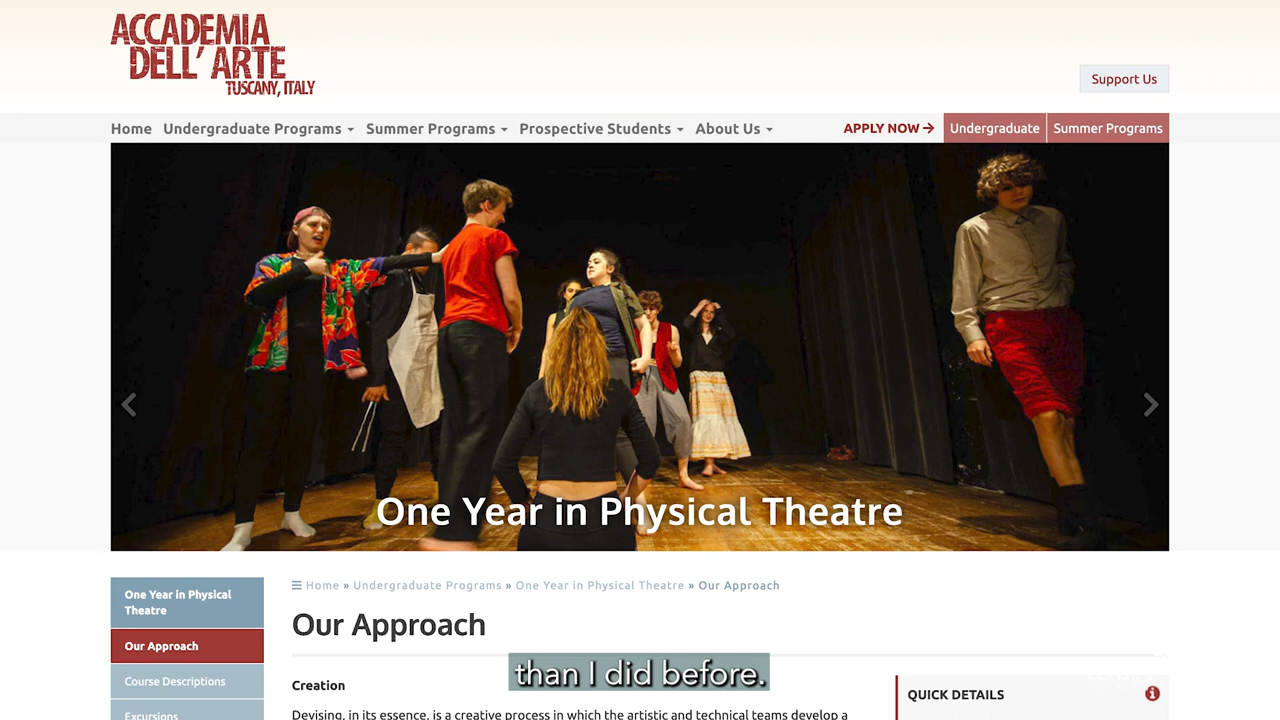 ACCADEMIA
DELL' ARTE
TUSCANY, ITALY
Support Us
Home Undergraduate Programs Summer Programs Prospective Students About Us APPLY NOW → Undergraduate Summer Programs
One Year in Physical Theatre
One Year in Physical
Theatre
Our Approach
Course Descriptions
Excursions
Home » Undergraduate Programs » One Year in Physical Theatre » Our Approach
Our Approach
than I did before.
Creation
Devising, in its essence, is a creative process in which the artistic and technical teams develop a
QUICK DETAILS